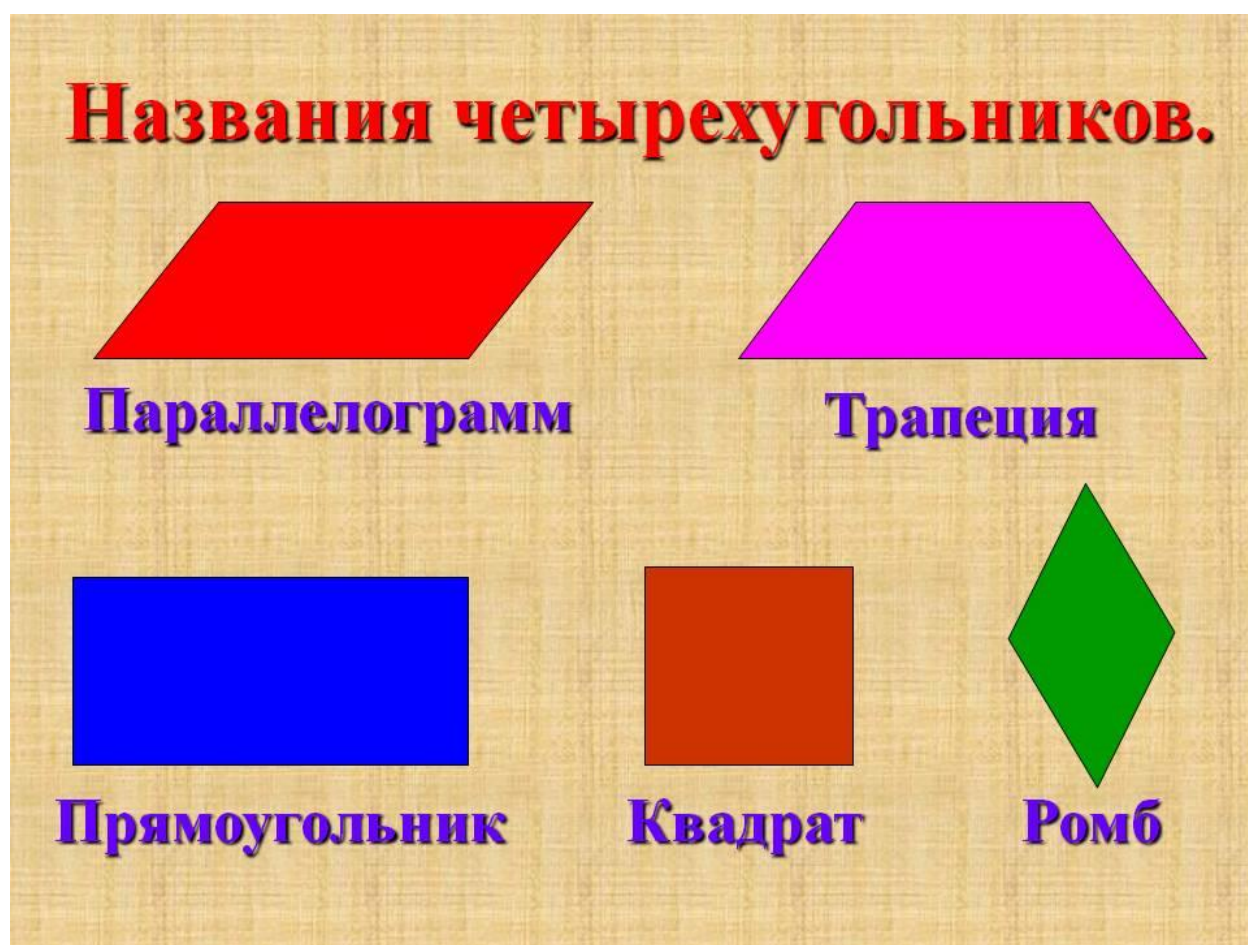 Названия четырехугольников.
Параллелограмм
Трапеция
Прямоугольник
Квадрат
Ромб